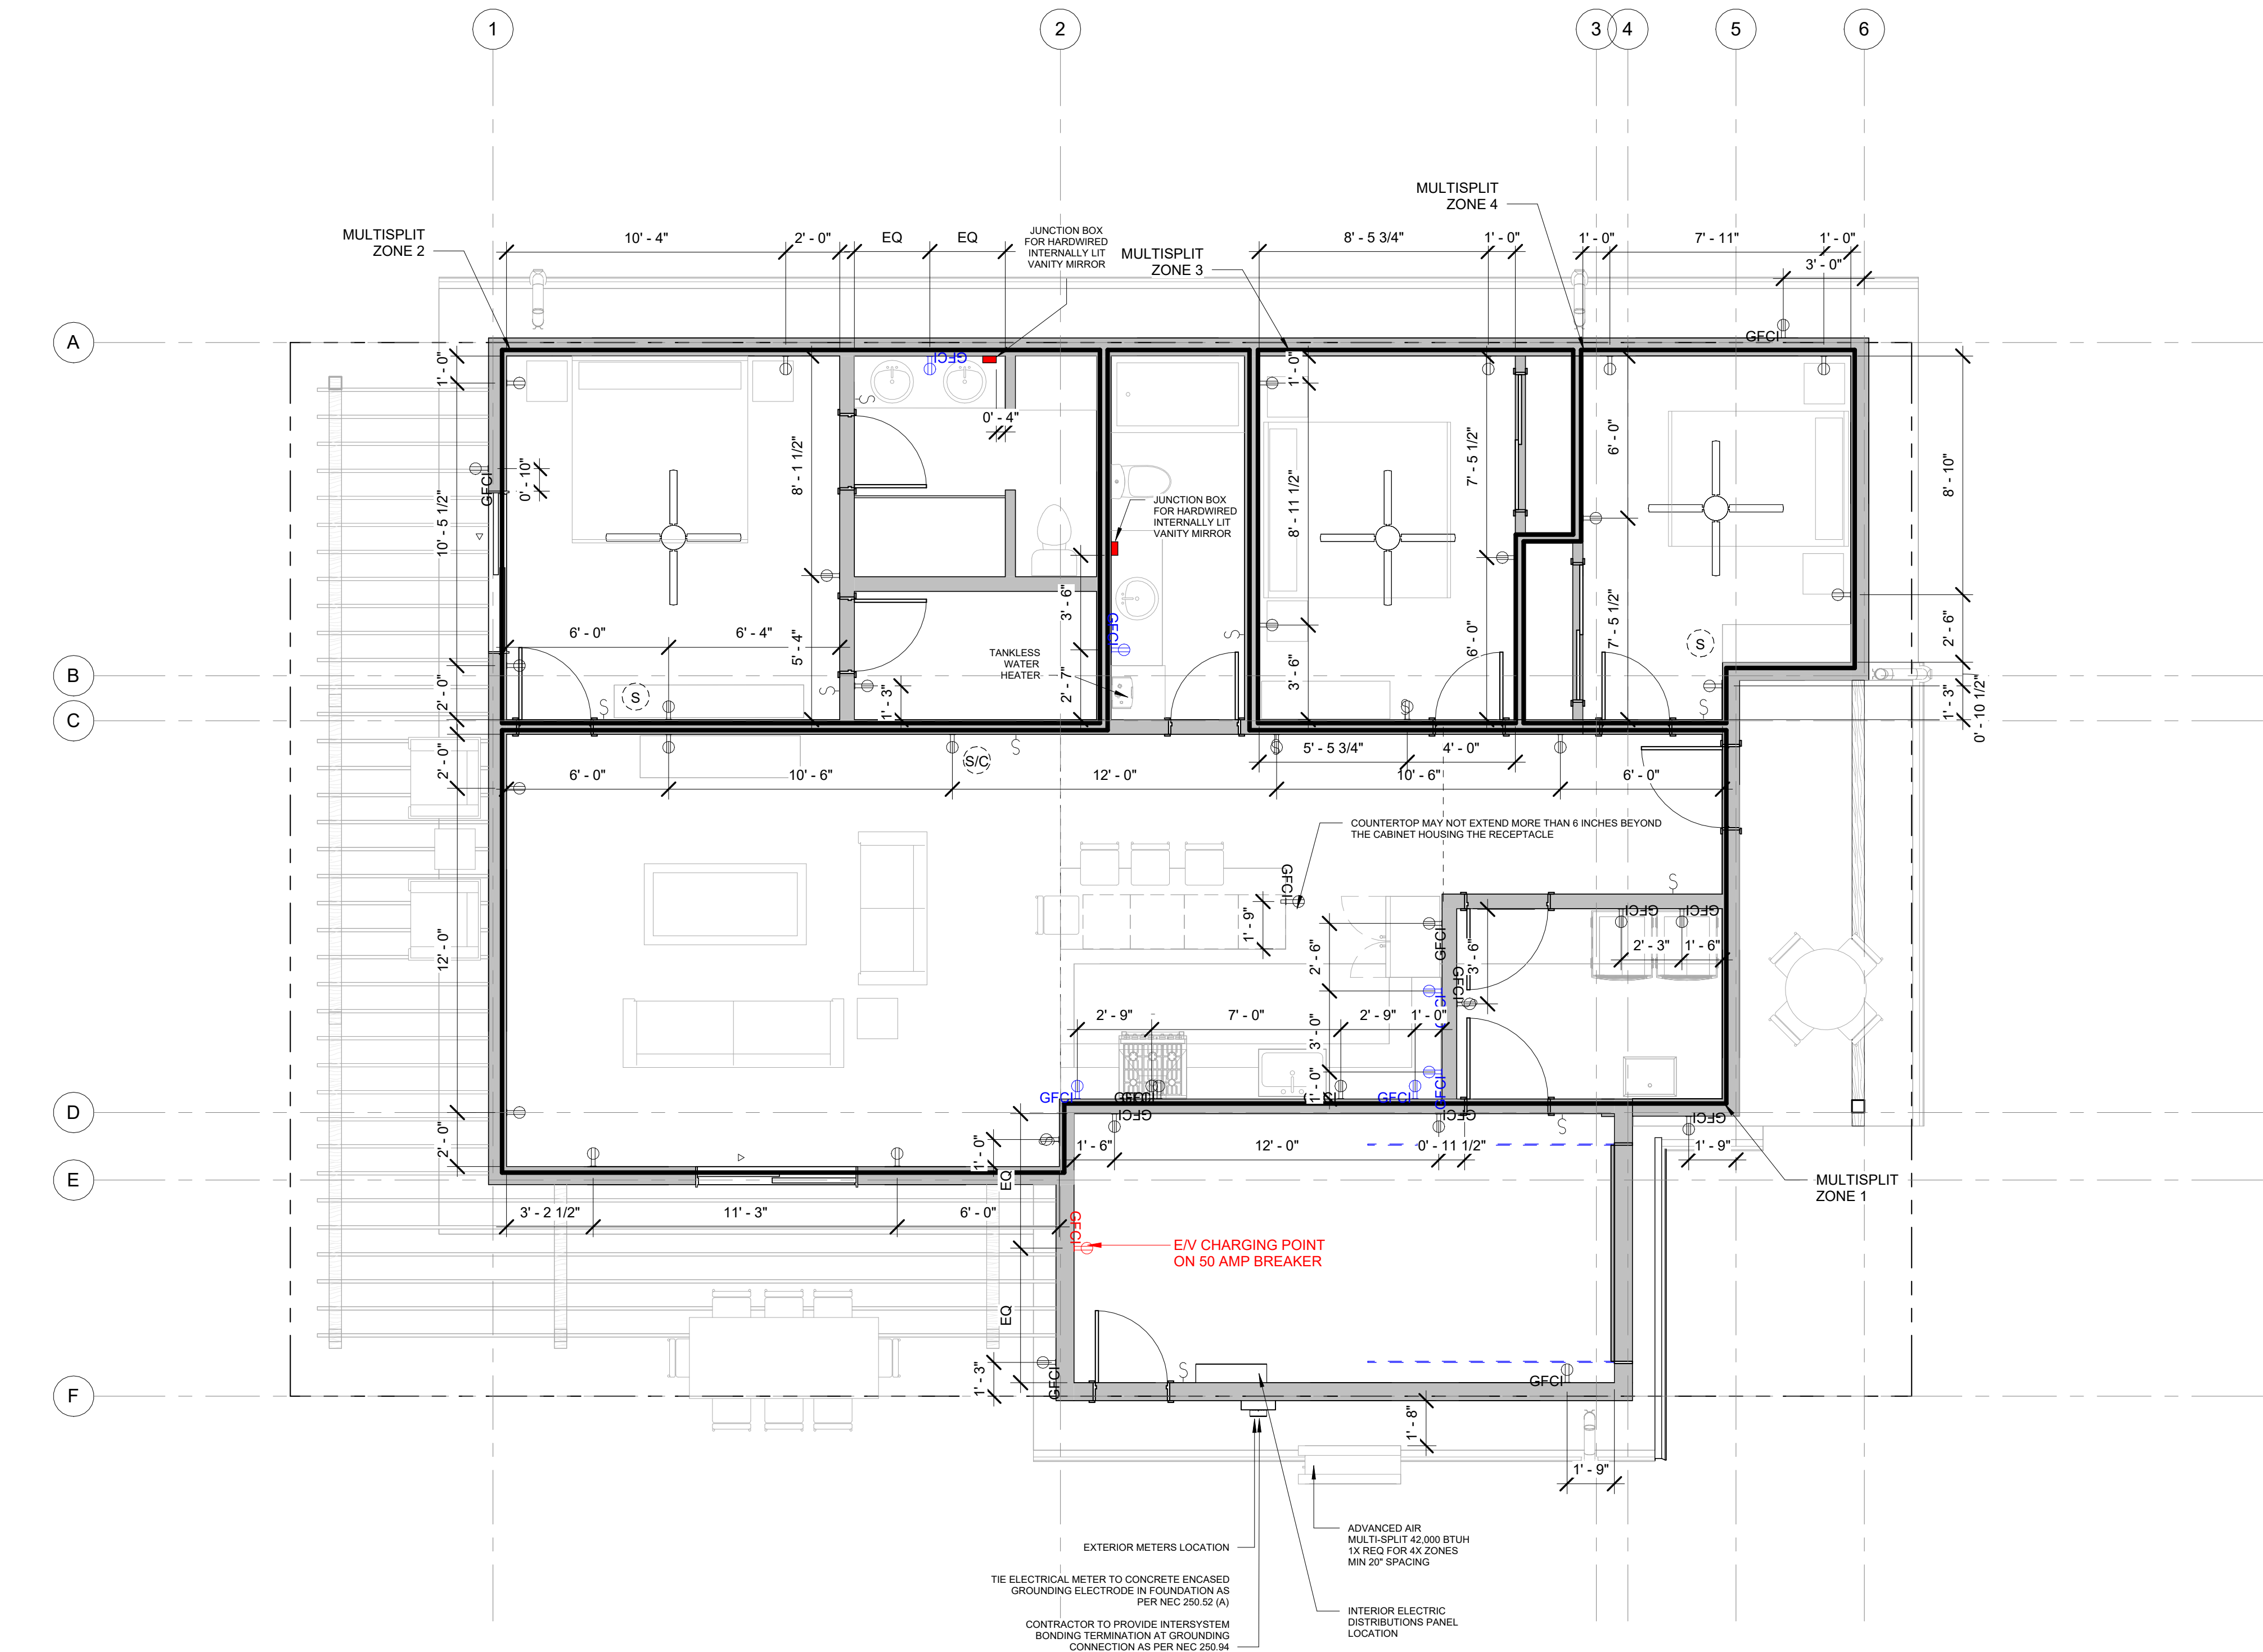 1
2
3
4
5
6
MULTISPLIT
ZONE 4
MULTISPLIT
ZONE 2
10' - 4"
2' - 0"
EQ
EQ
JUNCTION BOX
FOR HARDWIRED
INTERNALLY LIT
VANITY MIRROR
MULTISPLIT
ZONE 3
8' - 5 3/4"
1' - 0"
1' - 0"
7' - 11"
1' - 0"
3' - 0"
A
GFCI
1' - 0"
GFCI
1' - 0"
0' - 4"
8' - 1 1/2"
7' - 5 1/2"
6' - 0"
8' - 10"
GFCI
0' - 10"
10' - 5 1/2"
8' - 11 1/2"
JUNCTION BOX
FOR HARDWIRED
INTERNALLY LIT
VANITY MIRROR
3' - 6"
GFCI
7' - 5 1/2"
6' - 0"
6' - 4"
5' - 4"
6' - 0"
2' - 6"
S
TANKLESS
WATER
HEATER
B
S
2' - 0"
1' - 3"
2' - 7"
3' - 6"
1' - 3"
0' - 10 1/2"
C
2' - 0"
S/C
5' - 5 3/4"
4' - 0"
6' - 0"
10' - 6"
12' - 0"
10' - 6"
6' - 0"
COUNTERTOP MAY NOT EXTEND MORE THAN 6 INCHES BEYOND
THE CABINET HOUSING THE RECEPTACLE
GFCI
1' - 9"
12' - 0"
2' - 6"
GFCI
3' - 6"
GFCI
GFCI
GFCI
2' - 3"
1' - 6"
2' - 9"
7' - 0"
2' - 9"
1' - 0"
3' - 0"
1' - 0"
GFCI
GFCI
GFCI
D
GFCI
GFCI
GFCI
2' - 0"
1' - 0"
1' - 6"
12' - 0"
0' - 11 1/2"
1' - 9"
E
EQ
MULTISPLIT
ZONE 1
3' - 2 1/2"
11' - 3"
6' - 0"
GFCI
E/V CHARGING POINT
ON 50 AMP BREAKER
EQ
1' - 3"
GFCI
GFCI
F
1' - 8"
1' - 9"
EXTERIOR METERS LOCATION
ADVANCED AIR
MULTI-SPLIT 42,000 BTUH
1X REQ FOR 4X ZONES
MIN 20" SPACING
TIE ELECTRICAL METER TO CONCRETE ENCASED
GROUNDING ELECTRODE IN FOUNDATION AS
PER NEC 250.52 (A)
INTERIOR ELECTRIC
DISTRIBUTIONS PANEL
LOCATION
CONTRACTOR TO PROVIDE INTERSYSTEM
BONDING TERMINATION AT GROUNDING
CONNECTION AS PER NEC 250.94